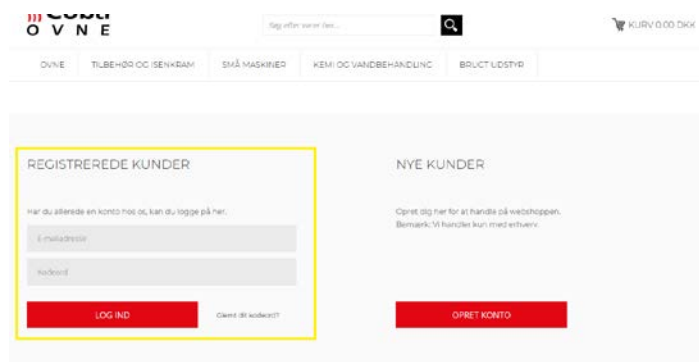 OVNE
Søg efter varer her...
KURV 0,00 DKK
OVNE TILBEHØR OG ISENKRAM SMÅ MASKINER KEMI OG VANDBEHANDLING BRUGT UDSTYR
REGISTREREDE KUNDER
Har du allerede en konto hos os, kan du logge på her.
E-mailadresse
Kodeord
LOG IND Glemt dit kodeord?
NYE KUNDER
Opret dig her for at handle på webshoppen.
Bemærk: Vi handler kun med erhverv.
OPRET KONTO